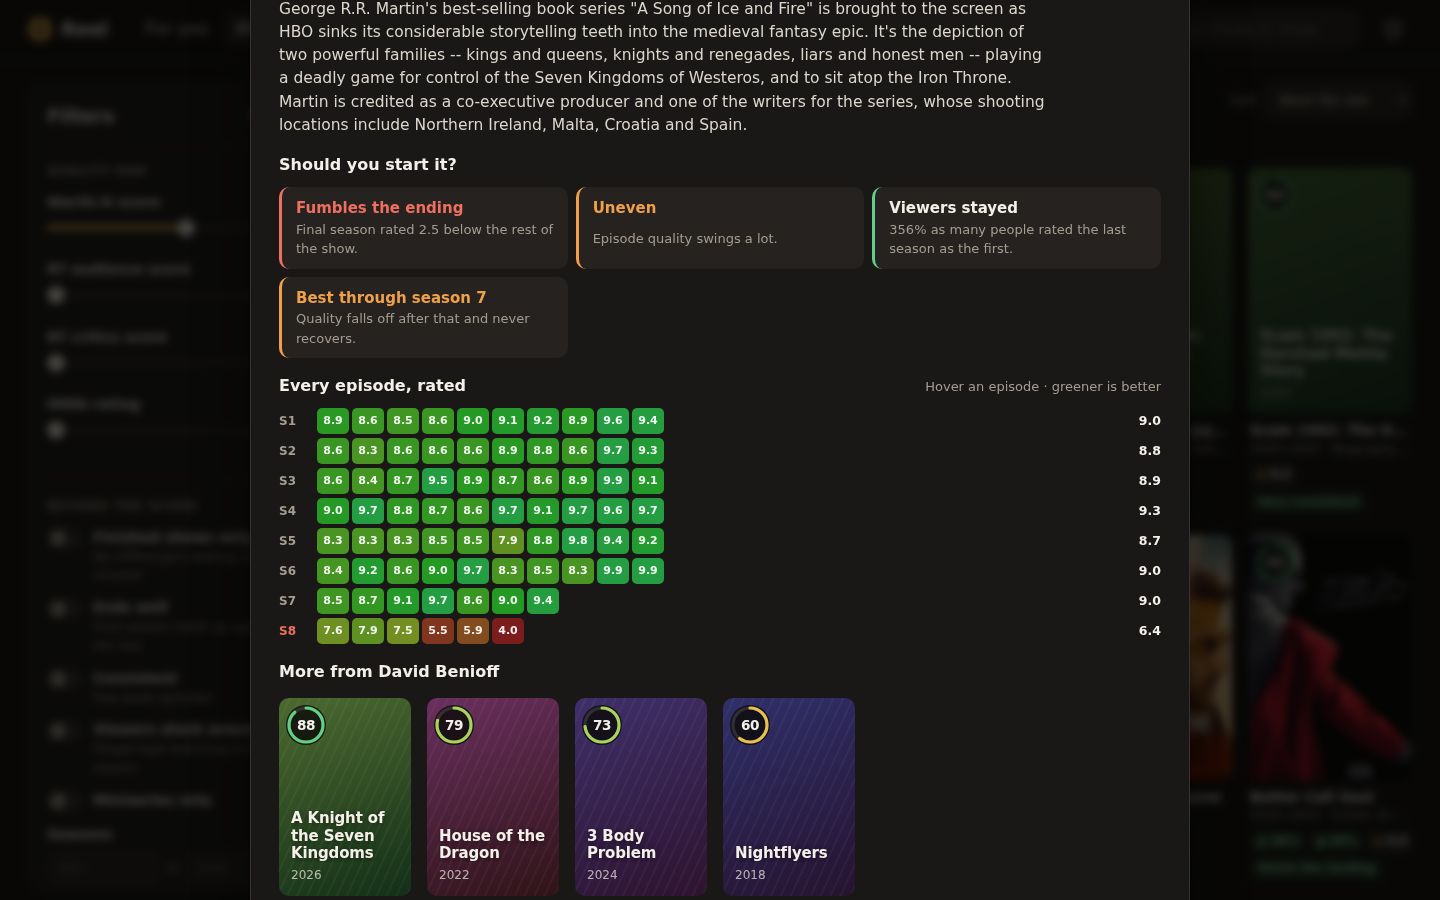 George R.R. Martin's best-selling book series "A Song of Ice and Fire" is brought to the screen as
HBO sinks its considerable storytelling teeth into the medieval fantasy epic. It's the depiction of
two powerful families -- kings and queens, knights and renegades, liars and honest men -- playing
a deadly game for control of the Seven Kingdoms of Westeros, and to sit atop the Iron Throne.
Martin is credited as a co-executive producer and one of the writers for the series, whose shooting
locations include Northern Ireland, Malta, Croatia and Spain.
Should you start it?
Fumbles the ending
Final season rated 2.5 below the rest of
the show.
Uneven
Episode quality swings a lot.
Viewers stayed
356% as many people rated the last
season as the first.
Best through season 7
Quality falls off after that and never
recovers.
Every episode, rated
Hover an episode · greener is better
S1 8.9 8.6 8.5 8.6 9.0 9.1 9.2 8.9 9.6 9.4 9.0
S2 8.6 8.3 8.6 8.6 8.6 8.9 8.8 8.6 9.7 9.3 8.8
S3 8.6 8.4 8.7 9.5 8.9 8.7 8.6 8.9 9.9 9.1 8.9
S4 9.0 9.7 8.8 8.7 8.6 9.7 9.1 9.7 9.6 9.7 9.3
S5 8.3 8.3 8.3 8.5 8.5 7.9 8.8 9.8 9.4 9.2 8.7
S6 8.4 9.2 8.6 9.0 9.7 8.3 8.5 8.3 9.9 9.9 9.0
S7 8.5 8.7 9.1 9.7 8.6 9.0 9.4 9.0
S8 7.6 7.9 7.5 5.5 5.9 4.0 6.4
More from David Benioff
88
A Knight of
the Seven
Kingdoms
2026
79
House of the
Dragon
2022
73
3 Body
Problem
2024
60
Nightflyers
2018
Filters